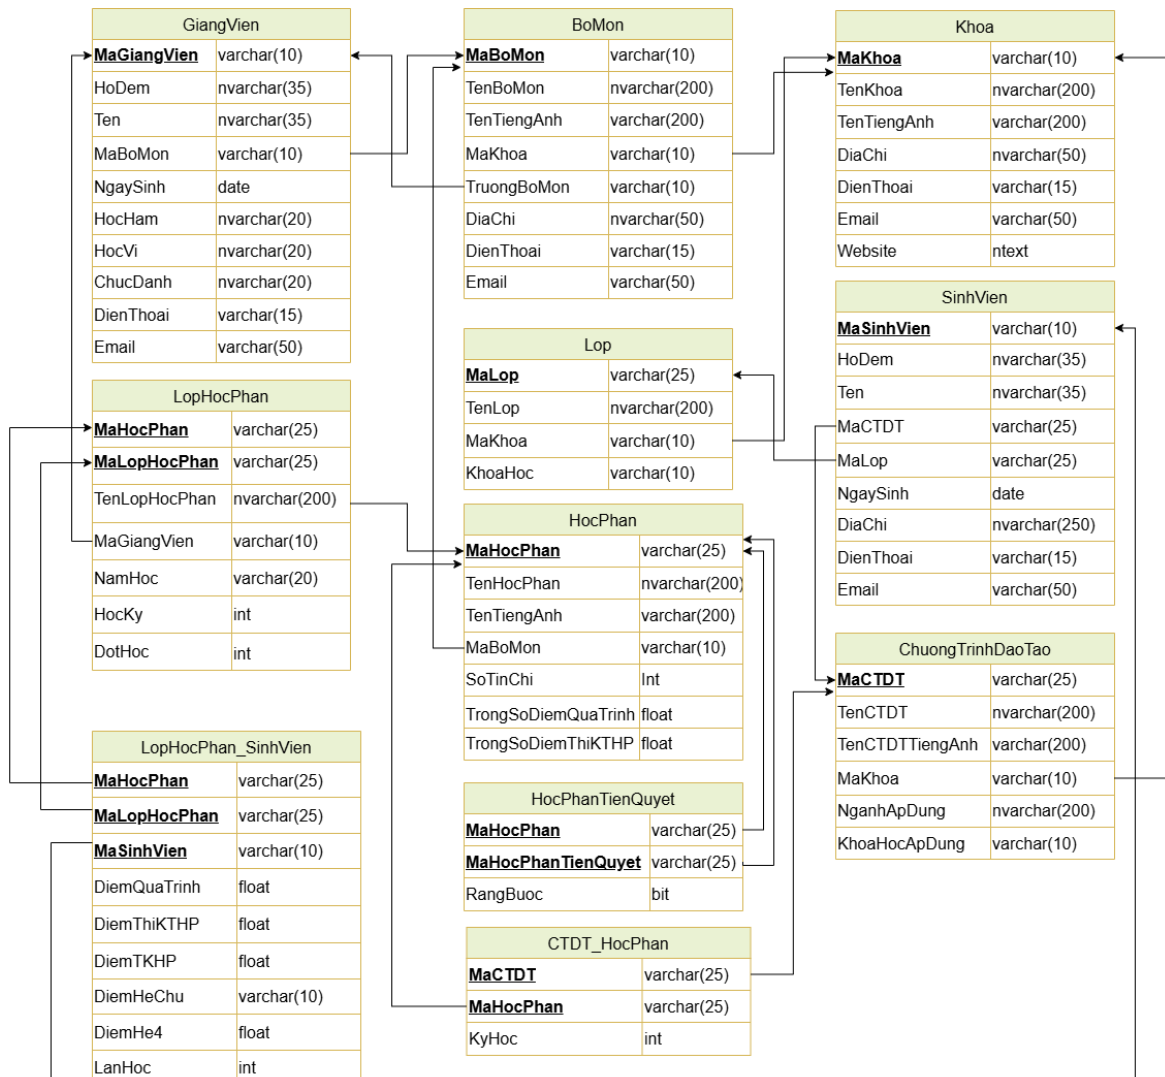 GiangVien
MaGiangVien varchar(10)
HoDem nvarchar(35)
Ten nvarchar(35)
MaBoMon varchar(10)
NgaySinh date
HocHam nvarchar(20)
HocVi nvarchar(20)
ChucDanh nvarchar(20)
DienThoai varchar(15)
Email varchar(50)
BoMon
MaBoMon varchar(10)
TenBoMon nvarchar(200)
TenTiengAnh varchar(200)
MaKhoa varchar(10)
TruongBoMon varchar(10)
DiaChi nvarchar(50)
DienThoai varchar(15)
Email varchar(50)
Khoa
MaKhoa varchar(10)
TenKhoa nvarchar(200)
TenTiengAnh varchar(200)
DiaChi nvarchar(50)
DienThoai varchar(15)
Email varchar(50)
Website ntext
LopHocPhan
MaHocPhan varchar(25)
MaLopHocPhan varchar(25)
TenLopHocPhan nvarchar(200)
MaGiangVien varchar(10)
NamHoc varchar(20)
HocKy int
DotHoc int
Lop
MaLop varchar(25)
TenLop nvarchar(200)
MaKhoa varchar(10)
KhoaHoc varchar(10)
SinhVien
MaSinhVien varchar(10)
HoDem nvarchar(35)
Ten nvarchar(35)
MaCTDT varchar(25)
MaLop varchar(25)
NgaySinh date
DiaChi nvarchar(250)
DienThoai varchar(15)
Email varchar(50)
HocPhan
MaHocPhan varchar(25)
TenHocPhan nvarchar(200)
TenTiengAnh varchar(200)
MaBoMon varchar(10)
SoTinChi Int
TrongSoDiemQuaTrinh float
TrongSoDiemThiKTHP float
ChuongTrinhDaoTao
MaCTDT varchar(25)
TenCTDT nvarchar(200)
TenCTDTTiengAnh varchar(200)
MaKhoa varchar(10)
NganhApDung nvarchar(200)
KhoaHocApDung varchar(10)
LopHocPhan_SinhVien
MaHocPhan varchar(25)
MaLopHocPhan varchar(25)
MaSinhVien varchar(10)
DiemQuaTrinh float
DiemThiKTHP float
DiemTKHP float
DiemHeChu varchar(10)
DiemHe4 float
LanHoc int
HocPhanTienQuyet
MaHocPhan varchar(25)
MaHocPhanTienQuyet varchar(25)
RangBuoc bit
CTDT_HocPhan
MaCTDT varchar(25)
MaHocPhan varchar(25)
KyHoc int